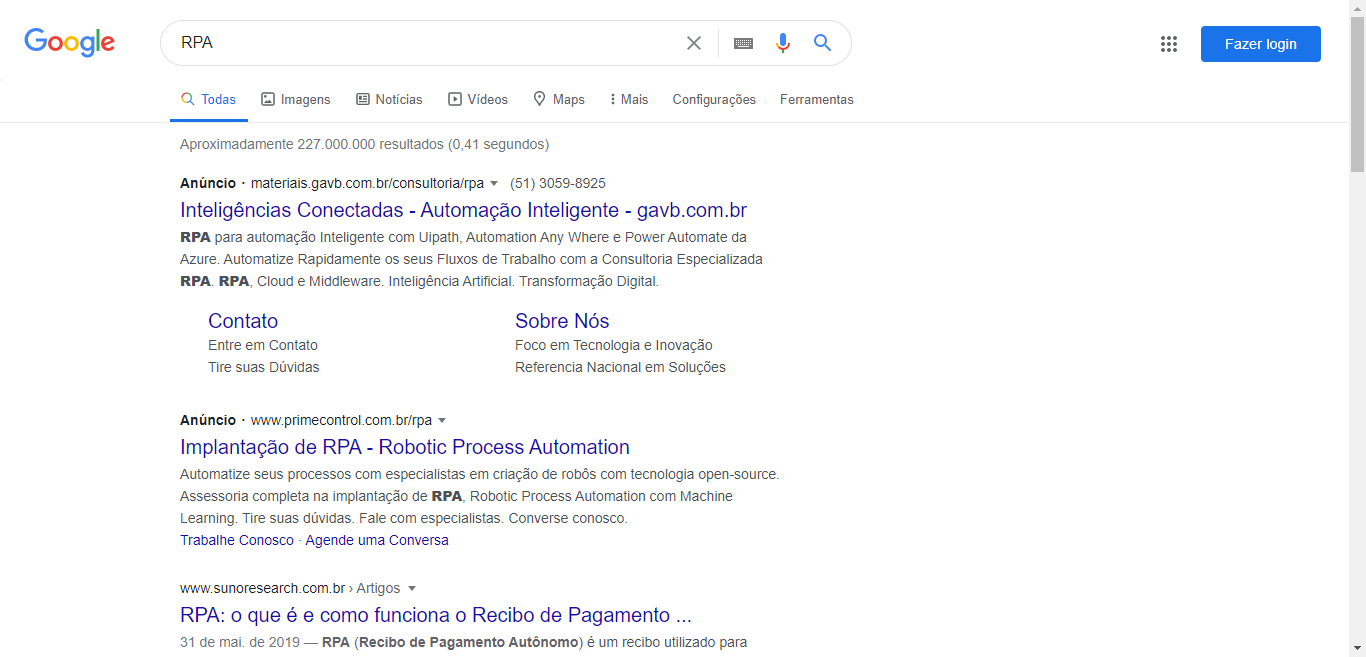 Google
RPA
Fazer login
Todas Imagens Notícias Vídeos Maps Mais Configurações Ferramentas
Aproximadamente 227.000.000 resultados (0,41 segundos)
Anúncio · materiais.gavb.com.br/consultoria/rpa (51) 3059-8925
Inteligências Conectadas - Automação Inteligente - gavb.com.br
RPA para automação Inteligente com Uipath, Automation Any Where e Power Automate da
Azure. Automatize Rapidamente os seus Fluxos de Trabalho com a Consultoria Especializada
RPA. RPA, Cloud e Middleware. Inteligência Artificial. Transformação Digital.
Contato
Entre em Contato
Tire suas Dúvidas
Sobre Nós
Foco em Tecnologia e Inovação
Referencia Nacional em Soluções
Anúncio · www.primecontrol.com.br/rpa
Implantação de RPA - Robotic Process Automation
Automatize seus processos com especialistas em criação de robôs com tecnologia open-source.
Assessoria completa na implantação de RPA, Robotic Process Automation com Machine
Learning. Tire suas dúvidas. Fale com especialistas. Converse conosco.
Trabalhe Conosco · Agende uma Conversa
www.sunoresearch.com.br › Artigos
RPA: o que é e como funciona o Recibo de Pagamento ...
31 de mai. de 2019 — RPA (Recibo de Pagamento Autônomo) é um recibo utilizado para